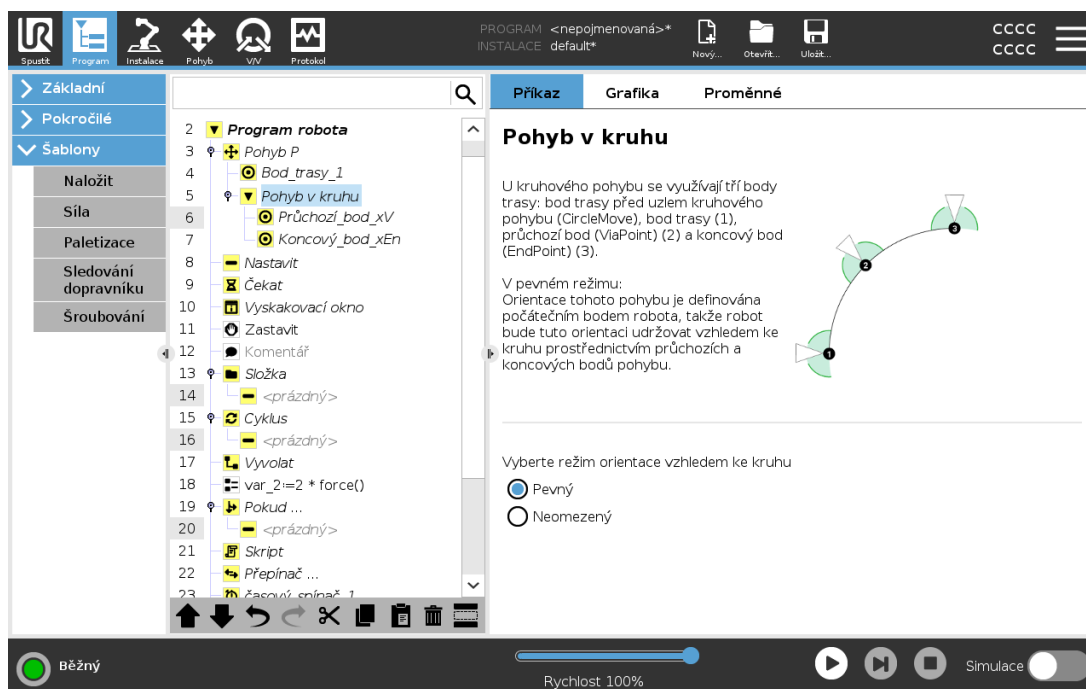 PROGRAM <nepojmenovaná>*
INSTALACE default*
Spustit
Program
Instalace
Pohyb
V/V
Protokol
Nový...
Otevřít...
Uložit...
CCCC
CCCC
Základní
Pokročilé
Šablony
Naložit
Síla
Paletizace
Sledování
dopravníku
Šroubování
2 Program robota
3 Pohyb P
4 Bod_trasy_1
5 Pohyb v kruhu
6 Průchozí_bod_xV
7 Koncový_bod_xEn
8 Nastavit
9 Čekat
10 Vyskakovací okno
11 Zastavit
12 Komentář
13 Složka
14 <prázdný>
15 Cyklus
16 <prázdný>
17 Vyvolat
18 var_2:=2 * force()
19 Pokud ...
20 <prázdný>
21 Skript
22 Přepínač ...
23 časový_spínač_1
Příkaz
Grafika
Proměnné
Pohyb v kruhu
U kruhového pohybu se využívají tří body
trasy: bod trasy před uzlem kruhového
pohybu (CircleMove), bod trasy (1),
průchozí bod (ViaPoint) (2) a koncový bod
(EndPoint) (3).
V pevném režimu:
Orientace tohoto pohybu je definována
počátečním bodem robota, takže robot
bude tuto orientaci udržovat vzhledem ke
kruhu prostřednictvím průchozích a
koncových bodů pohybu.
3
2
1
Vyberte režim orientace vzhledem ke kruhu
Pevný
Neomezený
Běžný
Rychlost 100%
Simulace